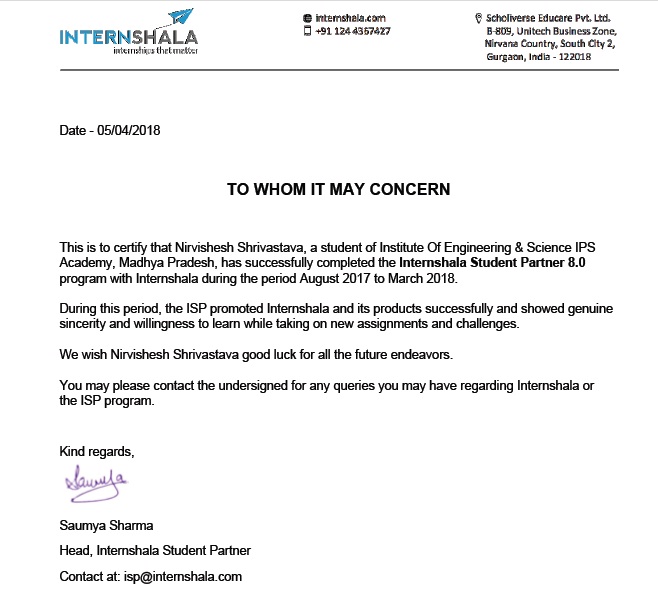 INTERNSHALA
internships that matter
internshala.com
+91 124 4367427
Scholiverse Educare Pvt. Ltd.
B-809, Unitech Business Zone,
Nirvana Country, South City 2,
Gurgaon, India - 122018
Date - 05/04/2018
TO WHOM IT MAY CONCERN
This is to certify that Nirvishesh Shrivastava, a student of Institute Of Engineering & Science IPS
Academy, Madhya Pradesh, has successfully completed the Internshala Student Partner 8.0
program with Internshala during the period August 2017 to March 2018.
During this period, the ISP promoted Internshala and its products successfully and showed genuine
sincerity and willingness to learn while taking on new assignments and challenges.
We wish Nirvishesh Shrivastava good luck for all the future endeavors.
You may please contact the undersigned for any queries you may have regarding Internshala or
the ISP program.
Kind regards,
Saumya
Saumya Sharma
Head, Internshala Student Partner
Contact at: isp@internshala.com